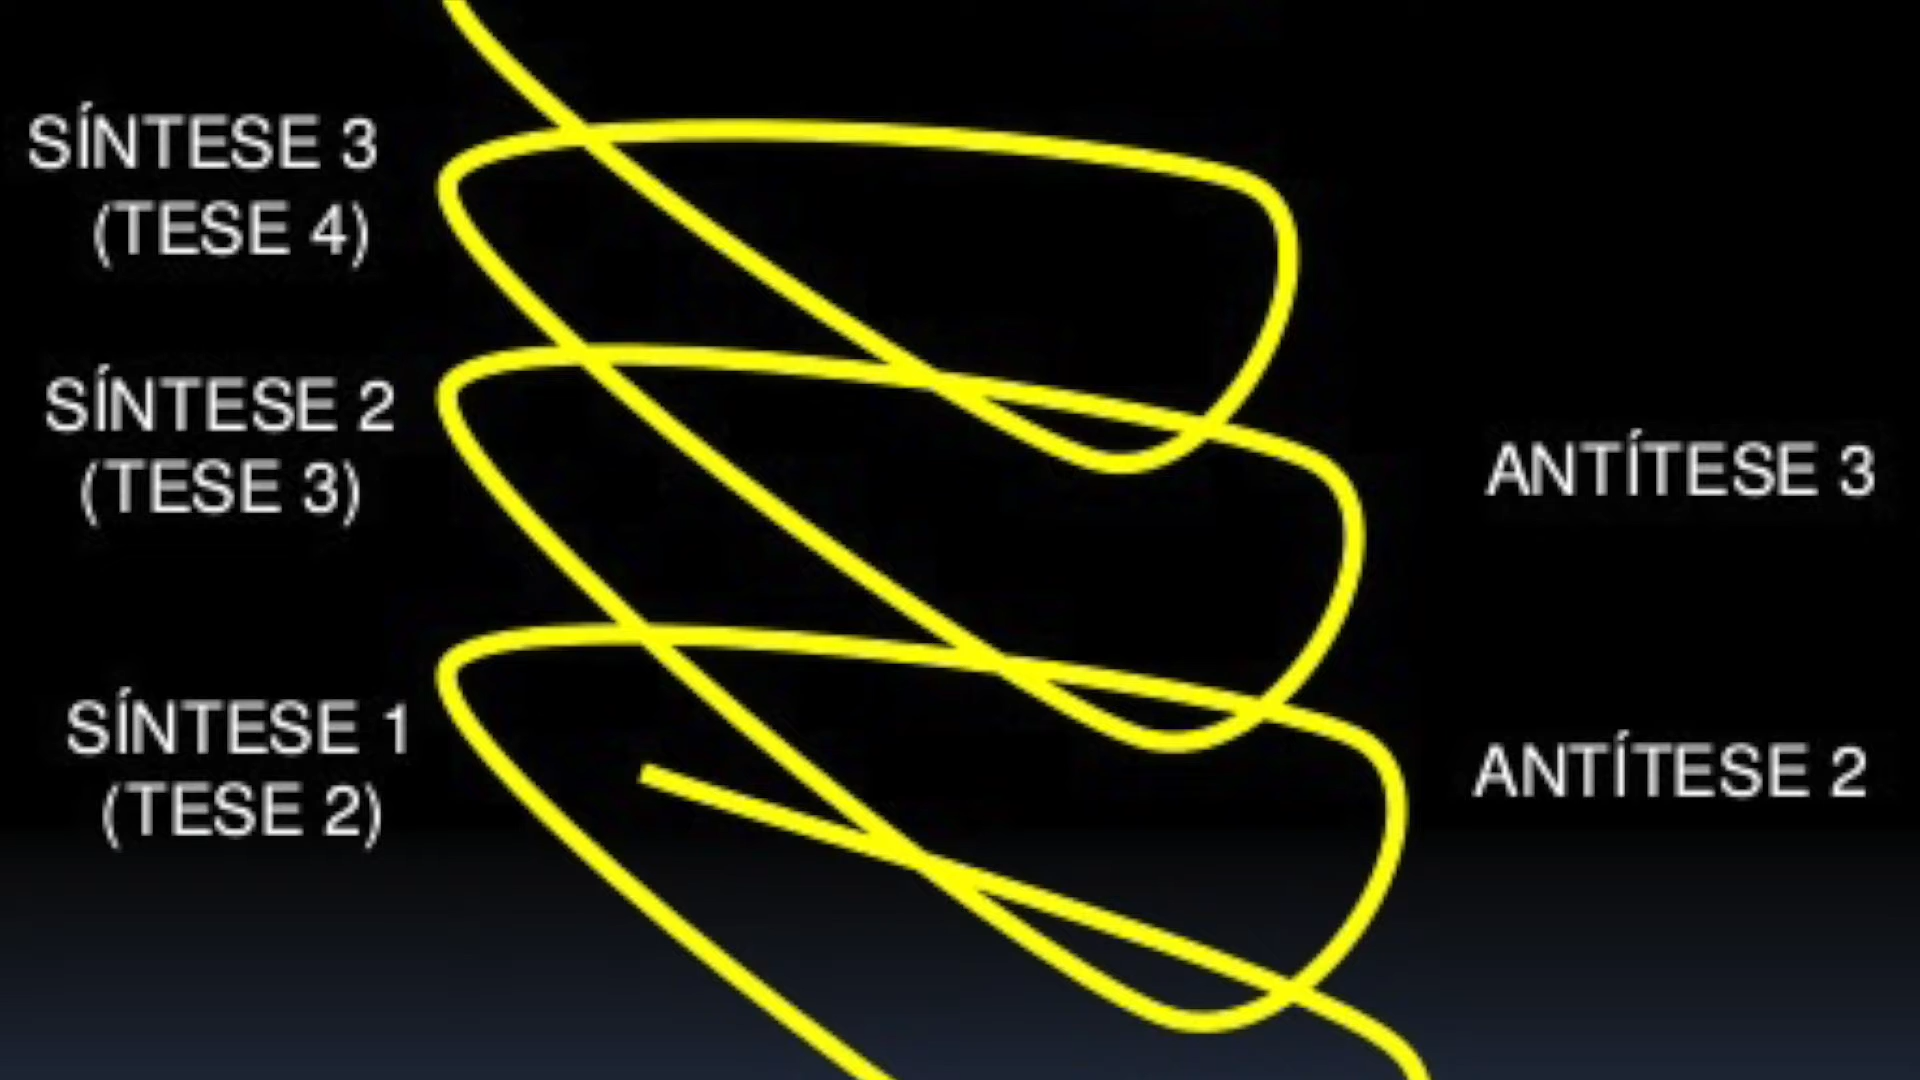 SÍNTESE 3
(TESE 4)
SÍNTESE 2
(TESE 3)
ANTÍTESE 3
SÍNTESE 1
(TESE 2)
ANTÍTESE 2